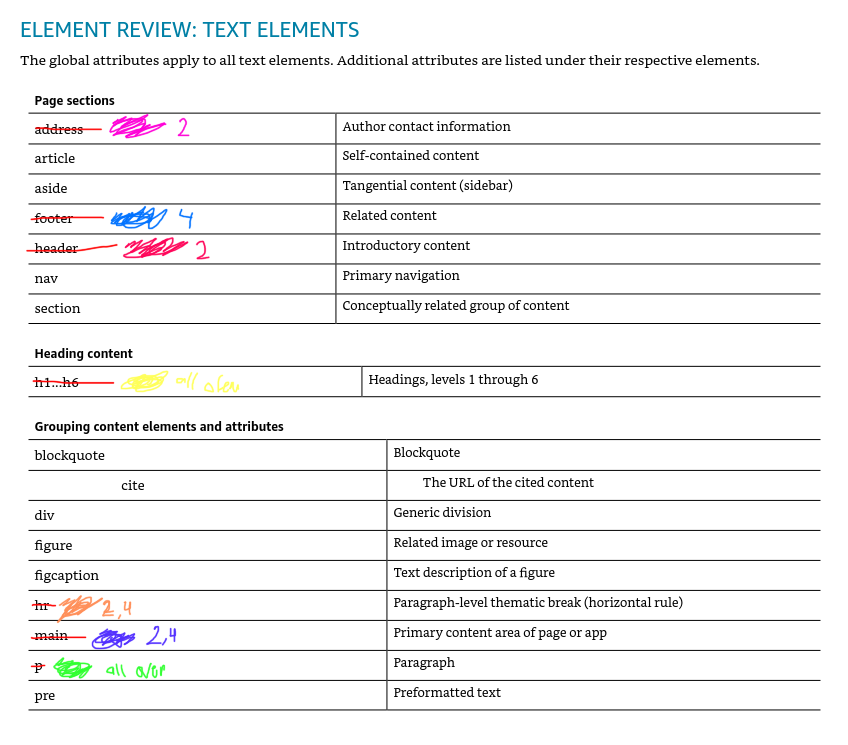 ELEMENT REVIEW: TEXT ELEMENTS
The global attributes apply to all text elements. Additional attributes are listed under their respective elements.
Page sections
address 2 Author contact information
article Self-contained content
aside Tangential content (sidebar)
footer 4 Related content
header 2 Introductory content
nav Primary navigation
section Conceptually related group of content
Heading content
h1...h6 all Headings, levels 1 through 6
Grouping content elements and attributes
blockquote Blockquote
cite The URL of the cited content
div Generic division
figure Related image or resource
figcaption Text description of a figure
hr 2,4 Paragraph-level thematic break (horizontal rule)
main 2,4 Primary content area of page or app
p all over Paragraph
pre Preformatted text